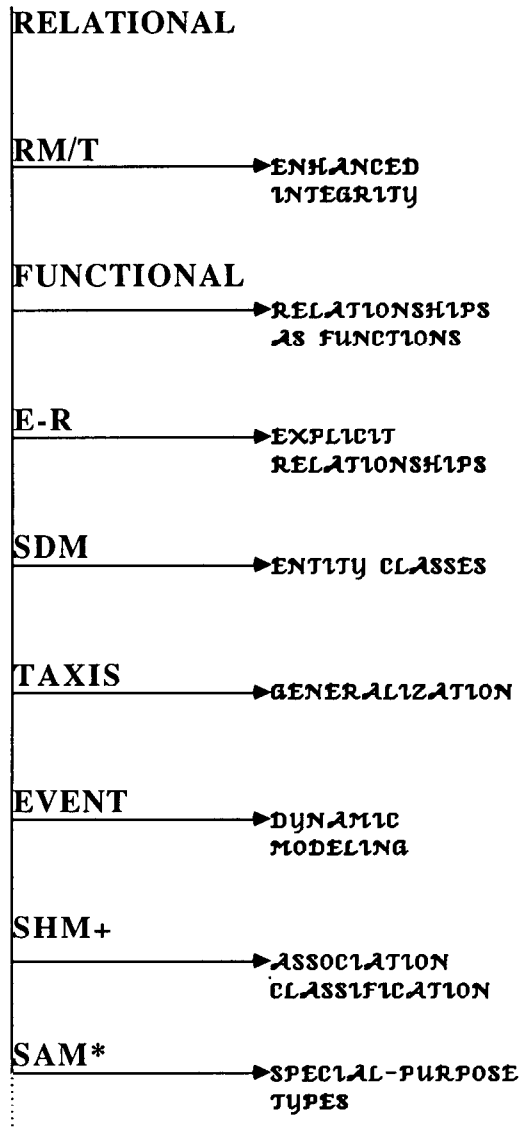 RELATIONAL
RM/T
ENHANCED
INTEGRITY
FUNCTIONAL
RELATIONSHIPS
AS FUNCTIONS
E-R
EXPLICIT
RELATIONSHIPS
SDM
ENTITY CLASSES
TAXIS
GENERALIZATION
EVENT
DYNAMIC
MODELING
SHM+
ASSOCIATION
CLASSIFICATION
SAM*
SPECIAL-PURPOSE
TYPES